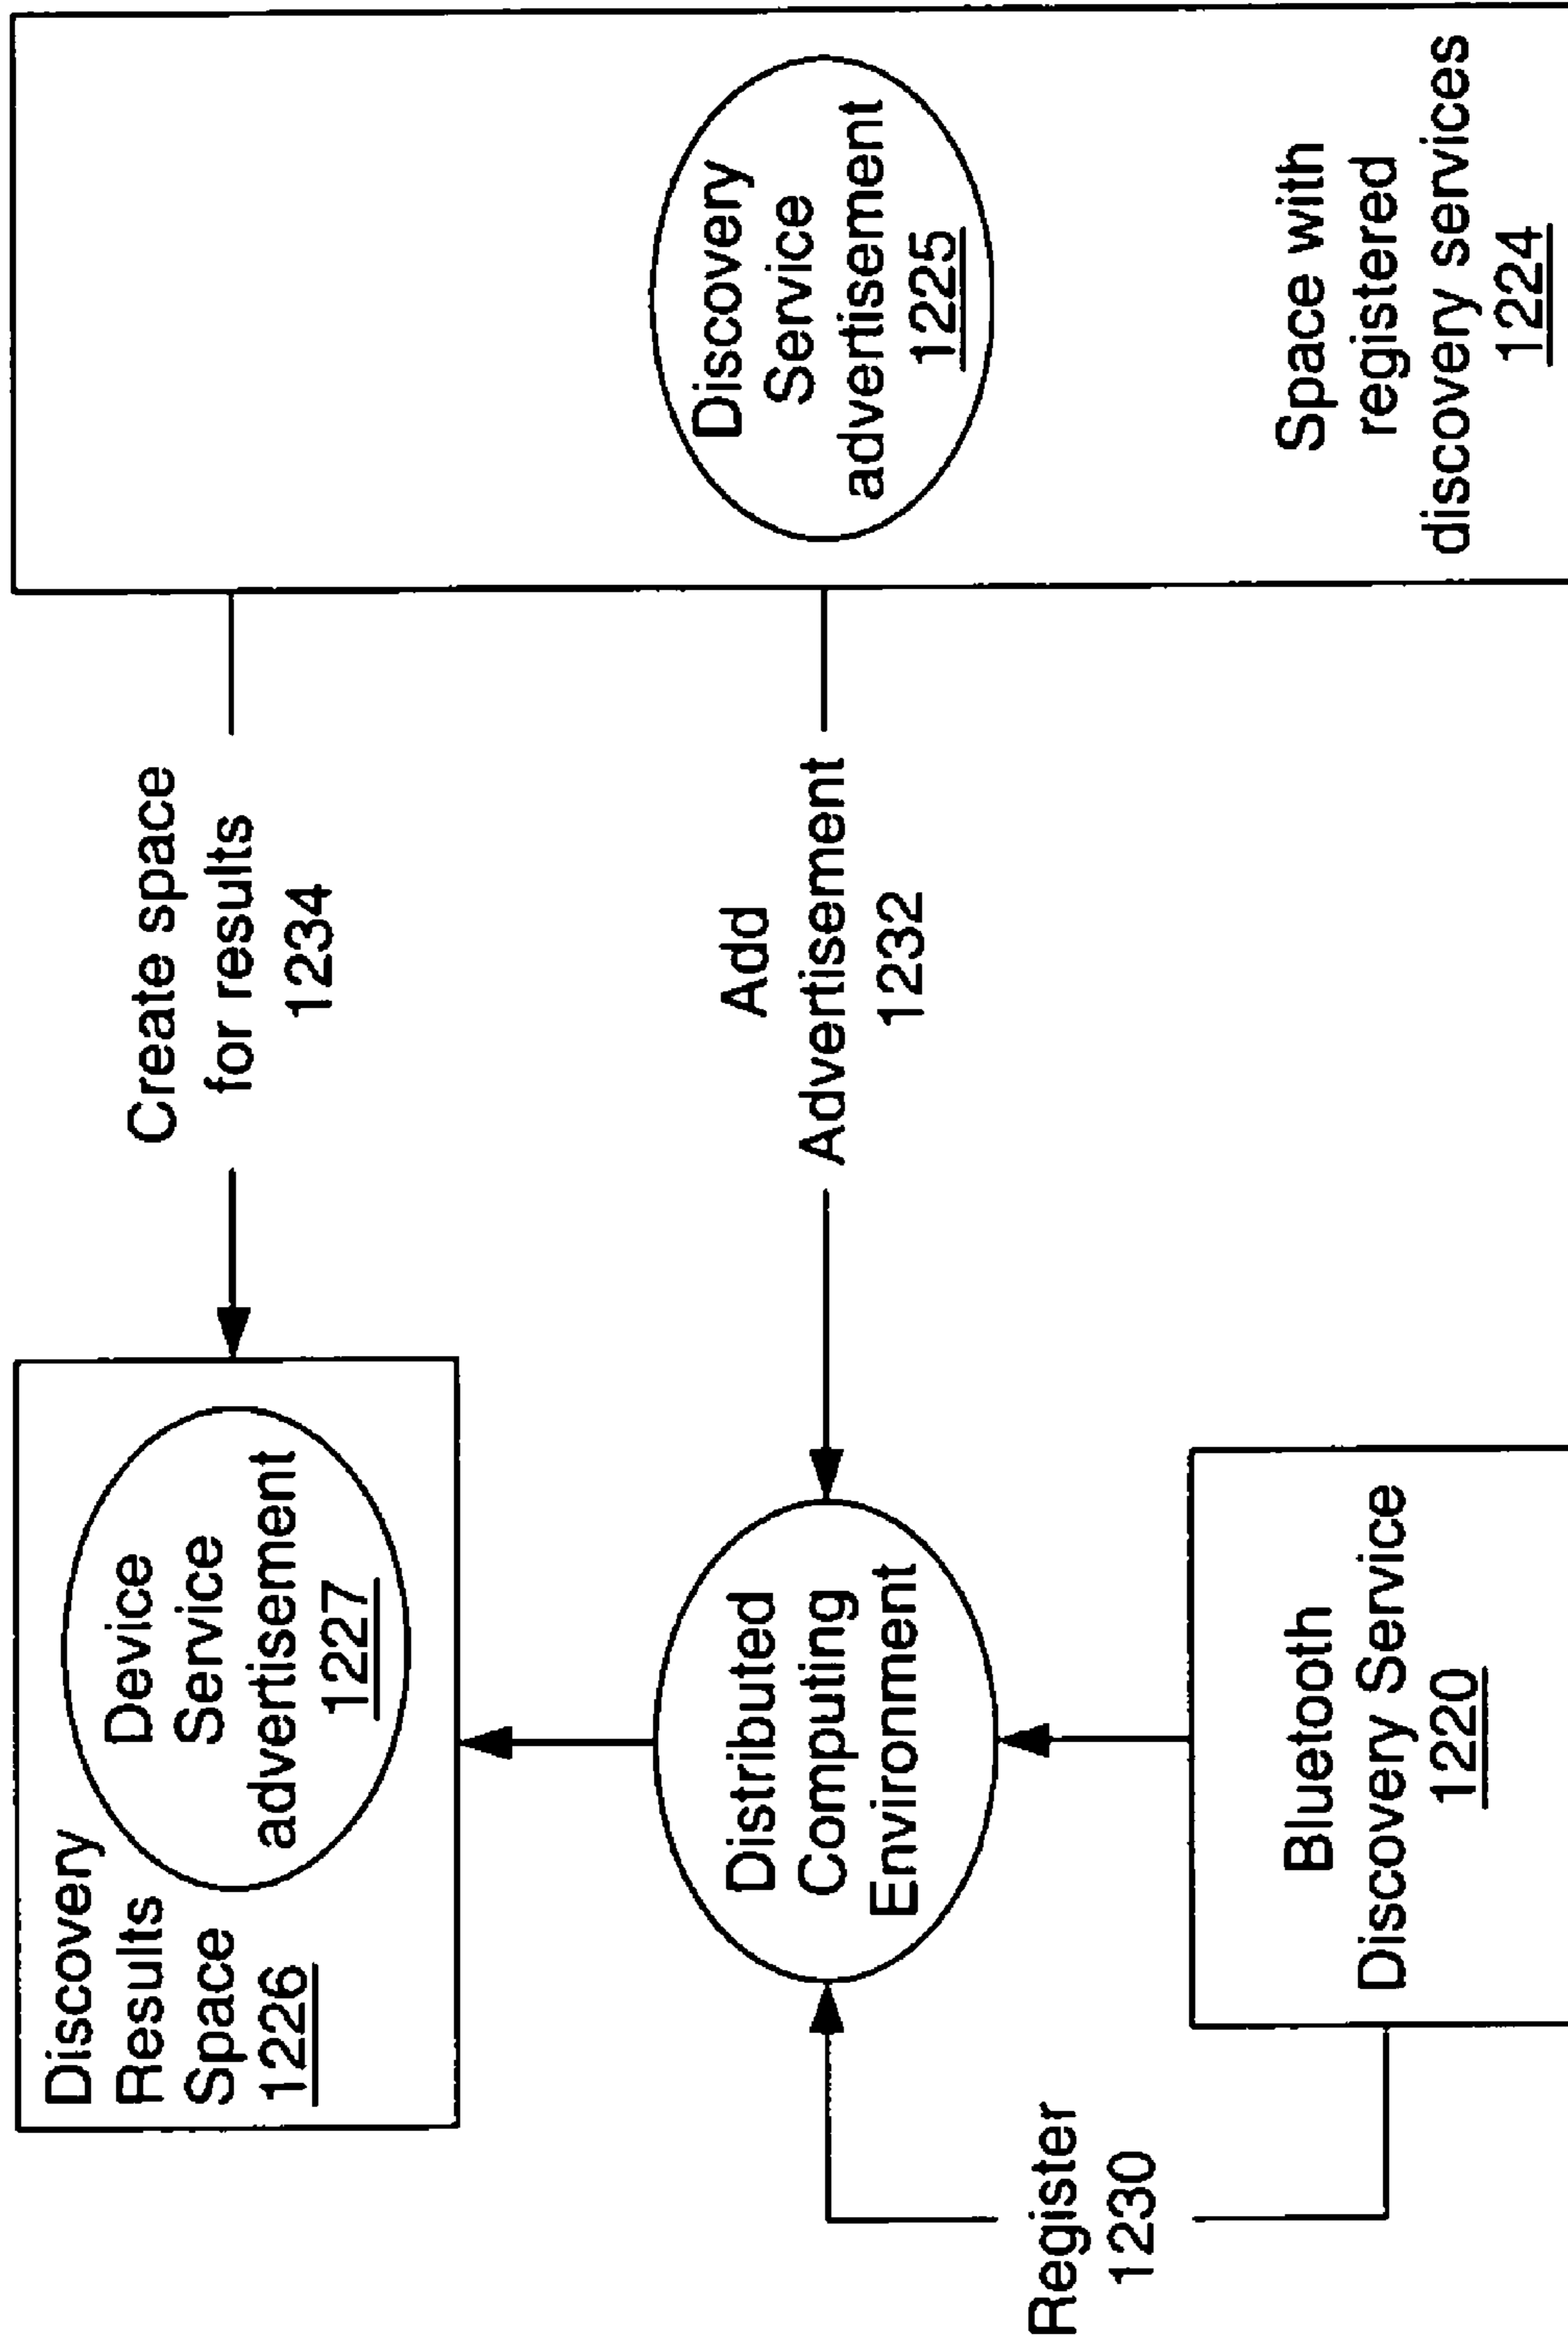 Discovery
Results
Space
1226
Device
Service
advertisement
1227
Create space
for results
1234
Distributed
Computing
Environment
Add
Advertisement
1232
Discovery
Service
advertisement
1225
Register
1230
Bluetooth
Discovery Service
1220
Space with
registered
discovery services
1224